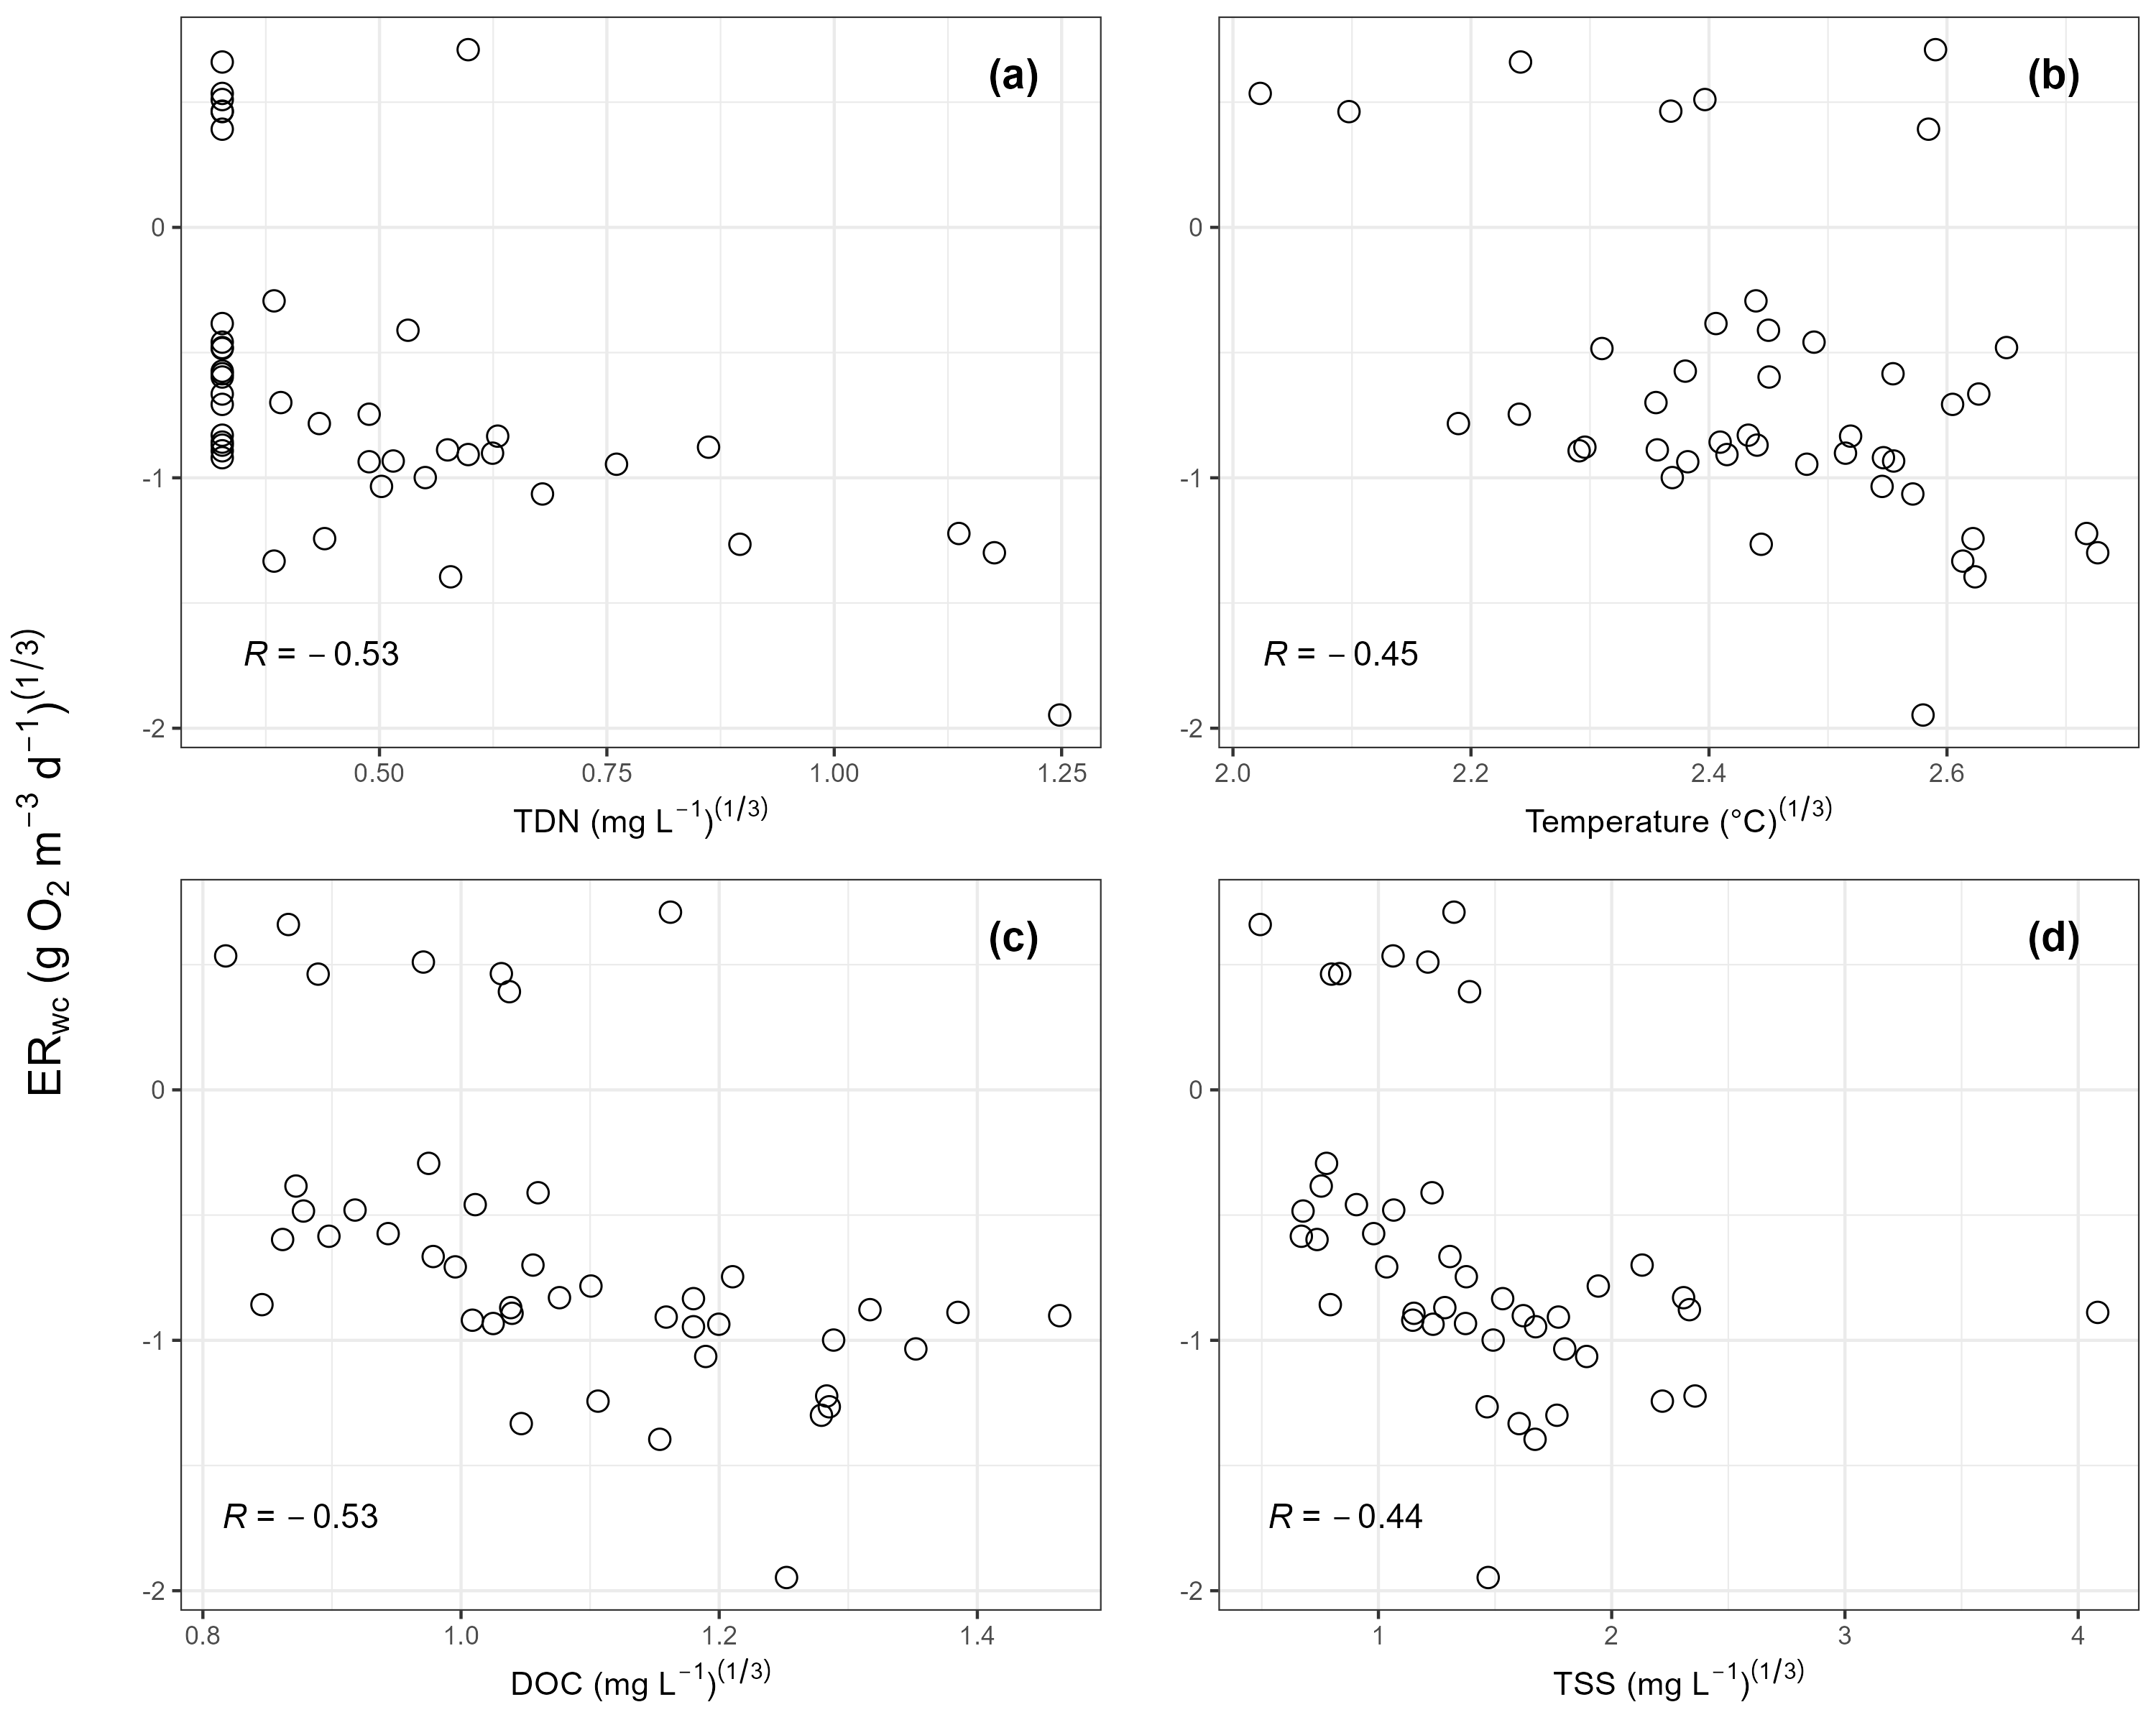 ERwc (g O2 m−3 d−1)(1/3)
(a)
0
-1
-2
R = − 0.53
0.50 0.75 1.00 1.25
TDN (mg L−1)(1/3)
(b)
0
-1
-2
R = − 0.45
2.0 2.2 2.4 2.6
Temperature (°C)(1/3)
(c)
0
-1
-2
R = − 0.53
0.8 1.0 1.2 1.4
DOC (mg L−1)(1/3)
(d)
0
-1
-2
R = − 0.44
1 2 3 4
TSS (mg L−1)(1/3)